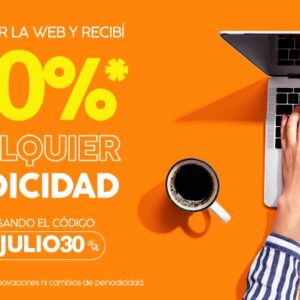 R LA WEB Y RECIBÍ
0%*
LQUIER
DICIDAD
SANDO EL CÓDIGO:
JULIO30
novaciones ni cambios de periodicidad.